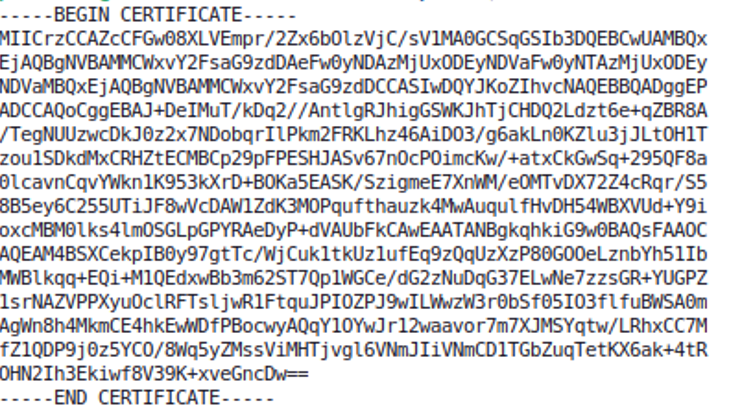 -----BEGIN CERTIFICATE-----
MIICrzCCAZcCFGw08XLVEmpr/2Zx6bOlzVjC/sV1MA0GCSqGSIb3DQEBCwUAMBQx
EjAQBgNVBAMMCWxvY2FsaG9zdDAeFw0yNDAzMjUxODEyNDVaFw0yNTAzMjUxODEy
NDVaMBQxEjAQBgNVBAMMCWxvY2FsaG9zdDCCASIwDQYJKoZIhvcNAQEBBQADggEP
ADCCAQoCggEBAJ+DeIMuT/kDq2//AntlgRJhigGSWKJhTjCHDQ2Ldzt6e+qZBR8A
/TegNUUzwcDkJ0z2x7NDobqrIlPkm2FRKLhz46AiDO3/g6akLn0KZlu3jJLtOH1T
zou1SDkdMxCRHZtECMBCp29pFPESHJASv67nOcPOimcKw/+atxCkGwSq+295QF8a
0lcavnCqvYWkn1K953kXrD+BOKa5EASK/SzigmeE7XnWM/eOMTvDX72Z4cRqr/S5
8B5ey6C255UTiJF8wVcDAW1ZdK3MOPqufthauzk4MwAuqulfHvDH54WBXVUd+Y9i
oxcMBM0lks4lmOSGLpGPYRAeDyP+dVAUbFkCAwEAATANBgkqhkiG9w0BAQsFAAOC
AQEAM4BSXCekpIB0y97gtTc/WjCuk1tkUz1ufEq9zQqUzXzP80GOOeLznbYh51Ib
MWBlkqq+EQi+M1QEdxwBb3m62ST7Qp1WGCe/dG2zNuDqG37ELwNe7zzsGR+YUGPZ
1srNAZVPPXyuOclRFTsljwR1FtquJPIOZPJ9wILWwzW3r0bSf05IO3flfuBWSA0m
AgWn8h4MkmCE4hkEwWDfPBocwyAQqY1OYwJr12waavor7m7XJMSYqtw/LRhxCC7M
fZ1QDP9j0z5YCO/8Wq5yZMssViMHTjvgl6VNmJIiVNmCD1TGbZuqTetKX6ak+4tR
OHN2Ih3Ekiwf8V39K+xveGncDw==
-----END CERTIFICATE-----